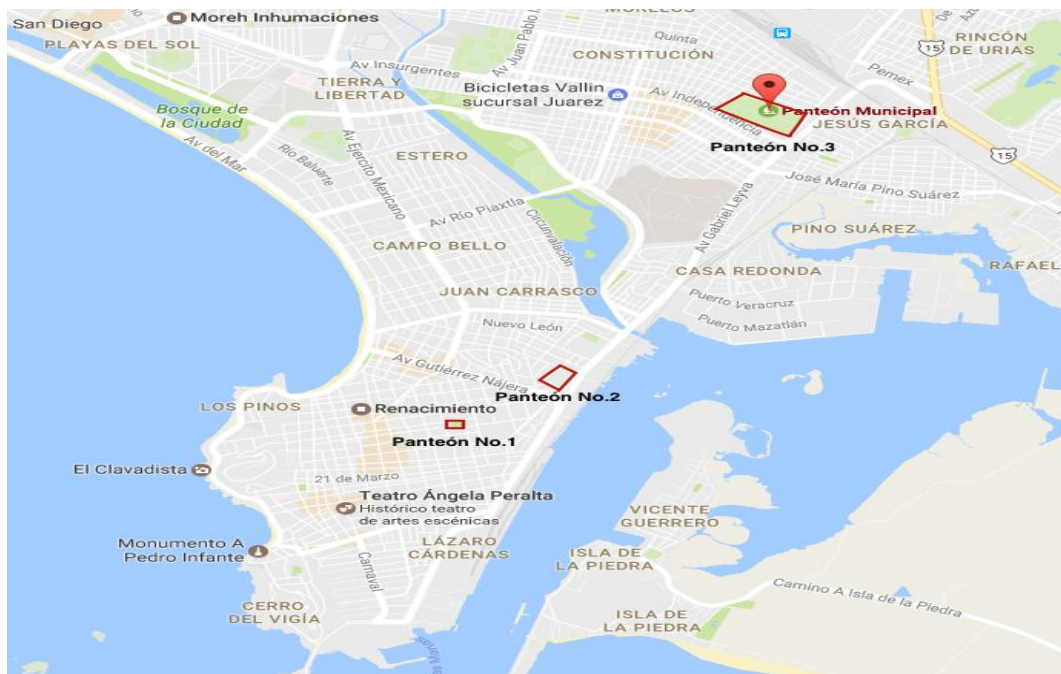 MORELOS
San Diego
Moreh Inhumaciones
PLAYAS DEL SOL
Quinta
RINCÓN
DE URIAS
15
CONSTITUCIÓN
Av Insurgentes
Av Juan Pablo
Pemex
TIERRA Y
LIBERTAD
Bicicletas Vallin
sucursal Juarez
Av Independencia
Panteón Municipal
JESÚS GARCÍA
Bosque de
la Ciudad
Panteón No.3
Av del Mar
Río Baluarte
Av Ejercito Mexicano
ESTERO
15
José María Pino Suárez
Av Río Piaxtla
Circunvalación
Av Gabriel Leyva
PINO SUÁREZ
CAMPO BELLO
CASA REDONDA
RAFAEL
JUAN CARRASCO
Puerto Veracruz
Nuevo León
Puerto Mazatlán
Av Gutiérrez Nájera
Panteón No.2
LOS PINOS
Renacimiento
Panteón No.1
El Clavadista
21 de Marzo
Teatro Ángela Peralta
Histórico teatro
de artes escénicas
VICENTE
GUERRERO
Monumento A
Pedro Infante
LÁZARO
CÁRDENAS
ISLA DE
LA PIEDRA
Carnaval
Camino A Isla de la Piedra
CERRO
DEL VIGÍA
ISLA DE
LA PIEDRA